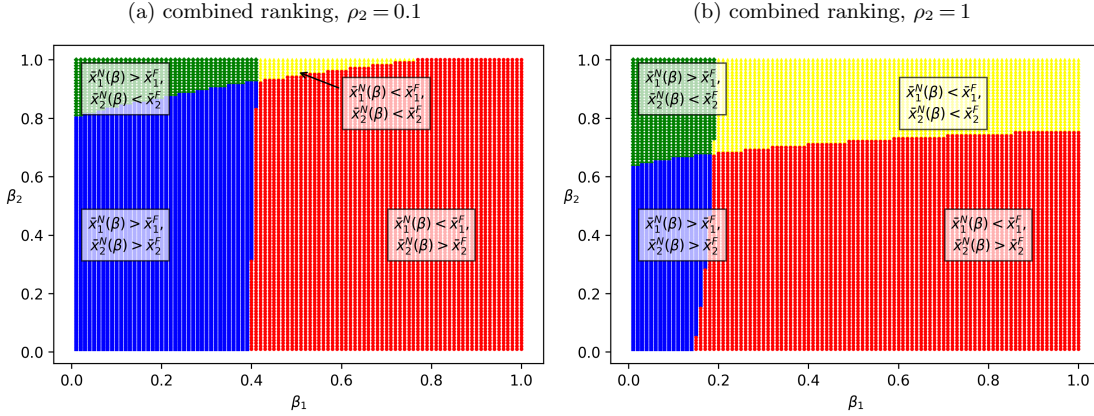 (a) combined ranking, ρ₂ = 0.1
1.0
0.8
0.6
0.4
0.2
0.0
β₂
x̄₁ᴺ(β) > x̄₁ᶠ,
x̄₂ᴺ(β) < x̄₂ᶠ
x̄₁ᴺ(β) < x̄₁ᶠ,
x̄₂ᴺ(β) < x̄₂ᶠ
x̄₁ᴺ(β) > x̄₁ᶠ,
x̄₂ᴺ(β) > x̄₂ᶠ
x̄₁ᴺ(β) < x̄₁ᶠ,
x̄₂ᴺ(β) > x̄₂ᶠ
0.0 0.2 0.4 0.6 0.8 1.0
β₁
(b) combined ranking, ρ₂ = 1
1.0
0.8
0.6
0.4
0.2
0.0
β₂
x̄₁ᴺ(β) > x̄₁ᶠ,
x̄₂ᴺ(β) < x̄₂ᶠ
x̄₁ᴺ(β) < x̄₁ᶠ,
x̄₂ᴺ(β) < x̄₂ᶠ
x̄₁ᴺ(β) > x̄₁ᶠ,
x̄₂ᴺ(β) > x̄₂ᶠ
x̄₁ᴺ(β) < x̄₁ᶠ,
x̄₂ᴺ(β) > x̄₂ᶠ
0.0 0.2 0.4 0.6 0.8 1.0
β₁